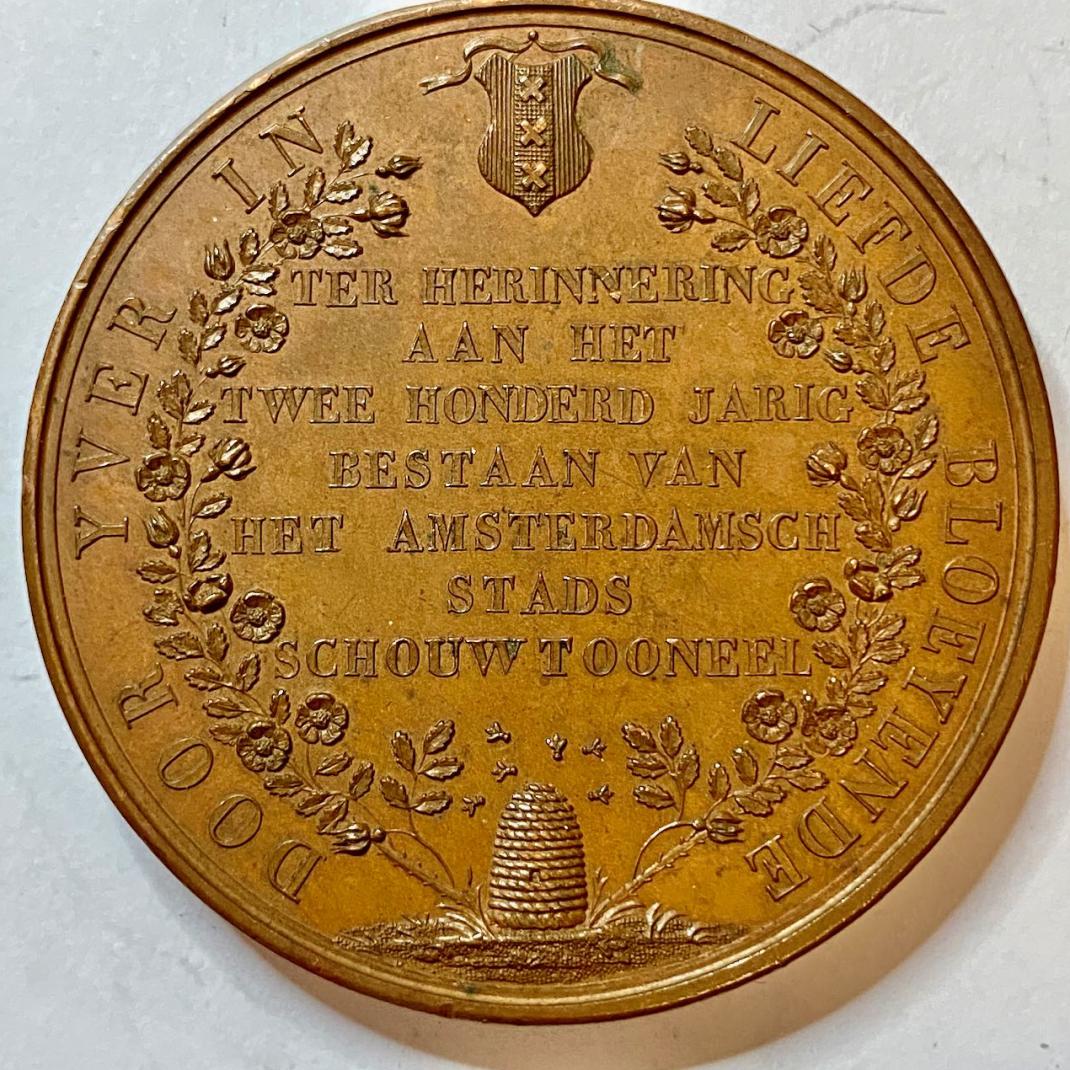 DOOR YVER IN LIEFDE BLOEYENDE
TER HERINNERING
AAN HET
TWEE HONDERD JARIG
BESTAAN VAN
HET AMSTERDAMSCH
STADS
SCHOUWTOONEEL